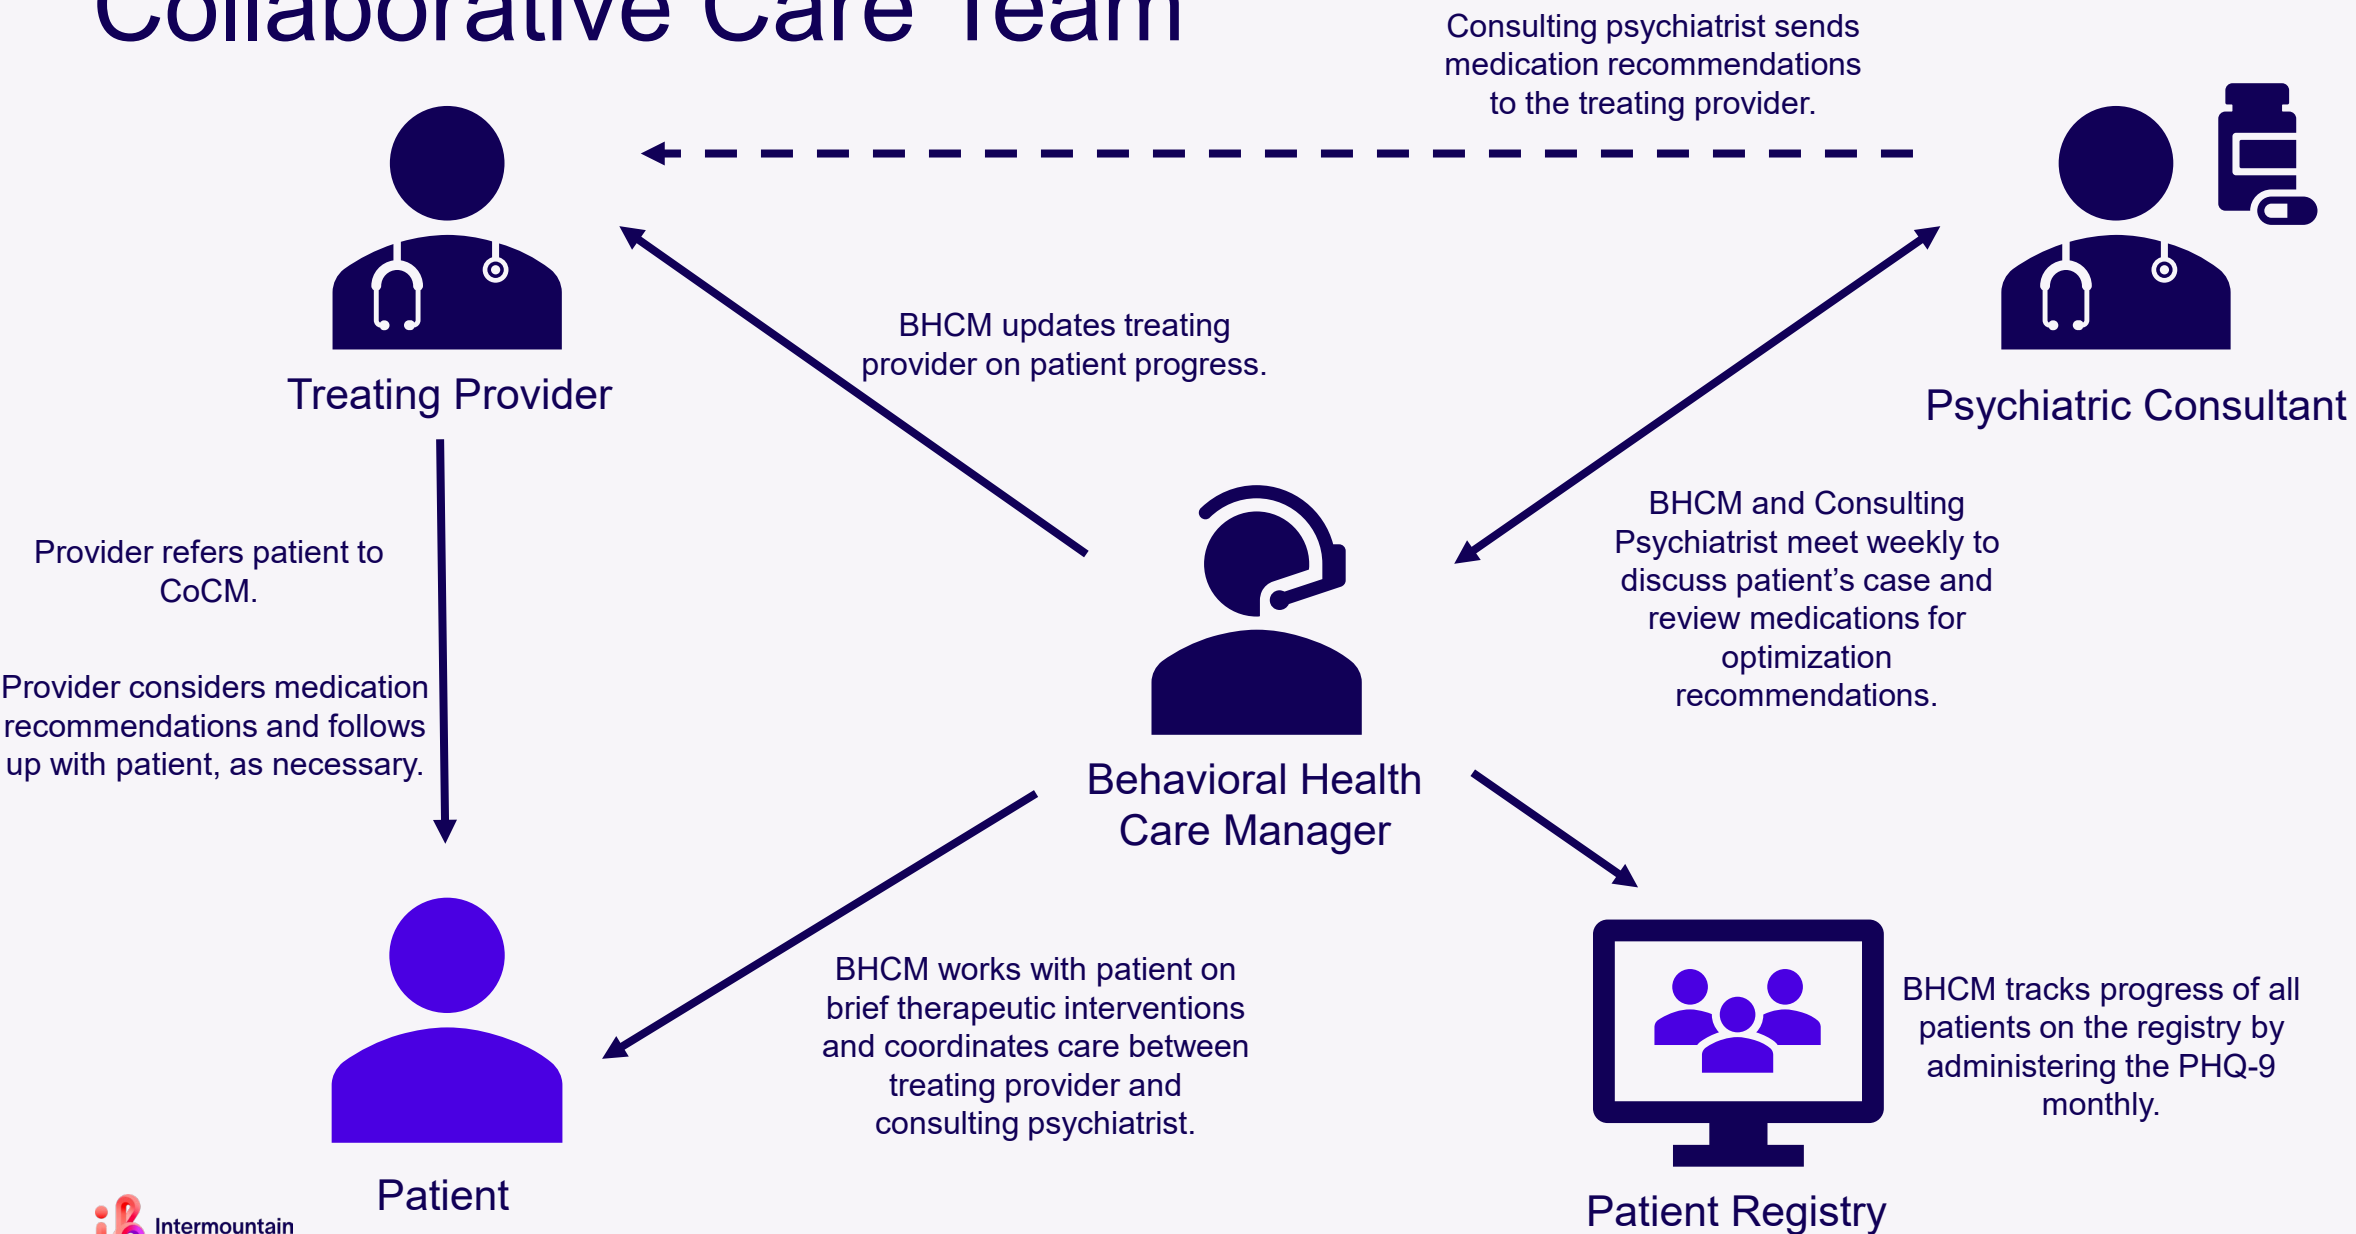 Collaborative Care Team
Consulting psychiatrist sends
medication recommendations
to the treating provider.
Treating Provider
Psychiatric Consultant
BHCM updates treating
provider on patient progress.
Provider refers patient to
CoCM.
Provider considers medication
recommendations and follows
up with patient, as necessary.
BHCM and Consulting
Psychiatrist meet weekly to
discuss patient’s case and
review medications for
optimization
recommendations.
Behavioral Health
Care Manager
BHCM works with patient on
brief therapeutic interventions
and coordinates care between
treating provider and
consulting psychiatrist.
BHCM tracks progress of all
patients on the registry by
administering the PHQ-9
monthly.
Patient
Patient Registry
Intermountain